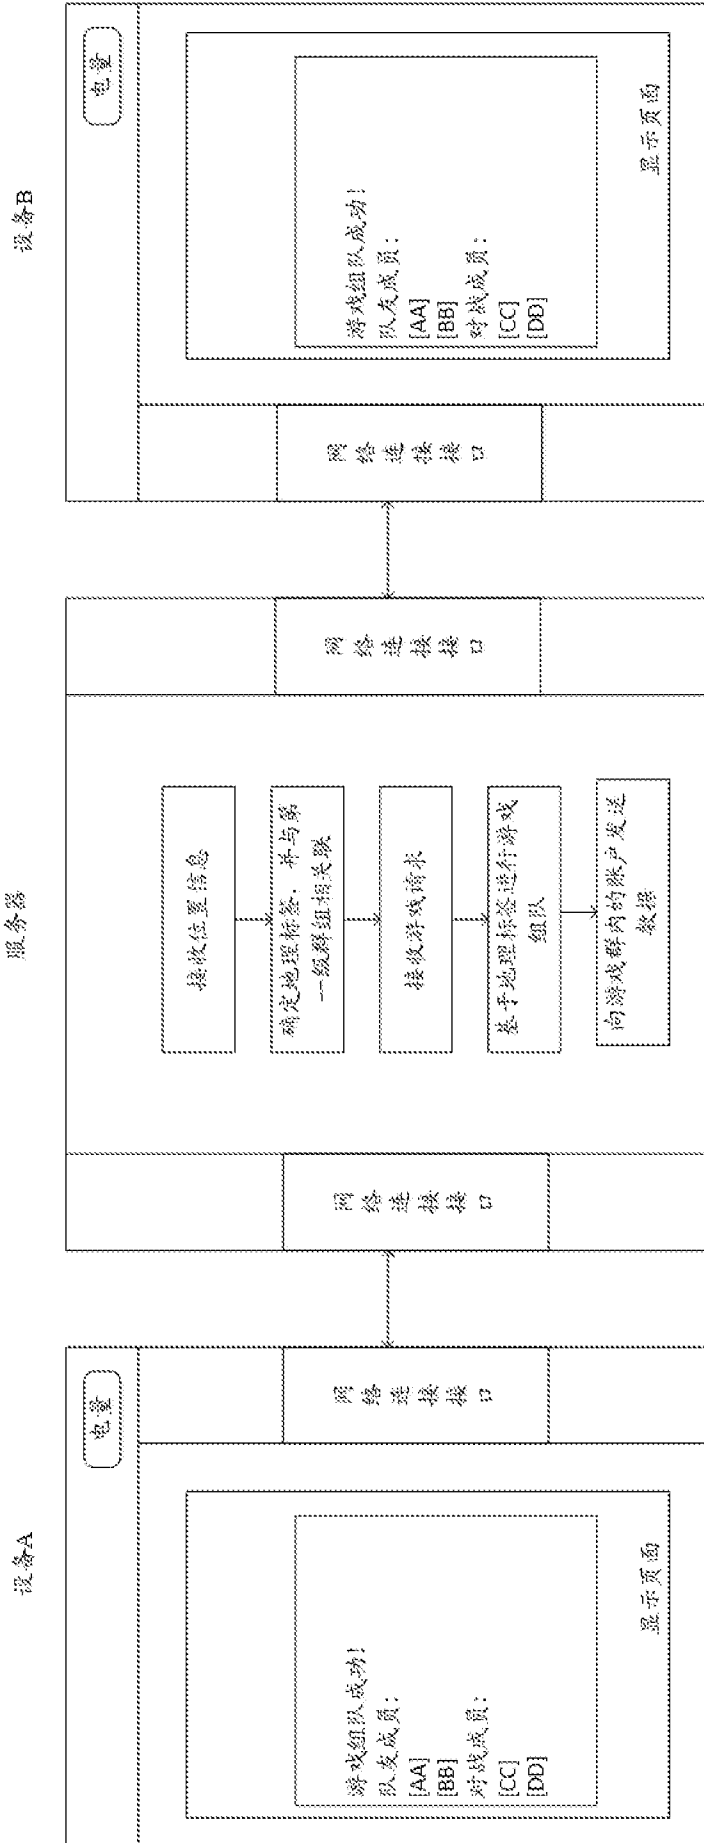 设备A
电量
游戏组队成功！
队友成员：
[AA]
[BB]
对战成员：
[CC]
[DD]
显示页面
网络连接接口
服务器
网络连接接口
接收位置信息
确定地理标签，并与第
一级群组相关联
接收游戏请求
基于地理标签进行游戏
组队
向游戏群内的账户发送
数据
网络连接接口
设备B
电量
网络连接接口
游戏组队成功！
队友成员：
[AA]
[BB]
对战成员：
[CC]
[DD]
显示页面